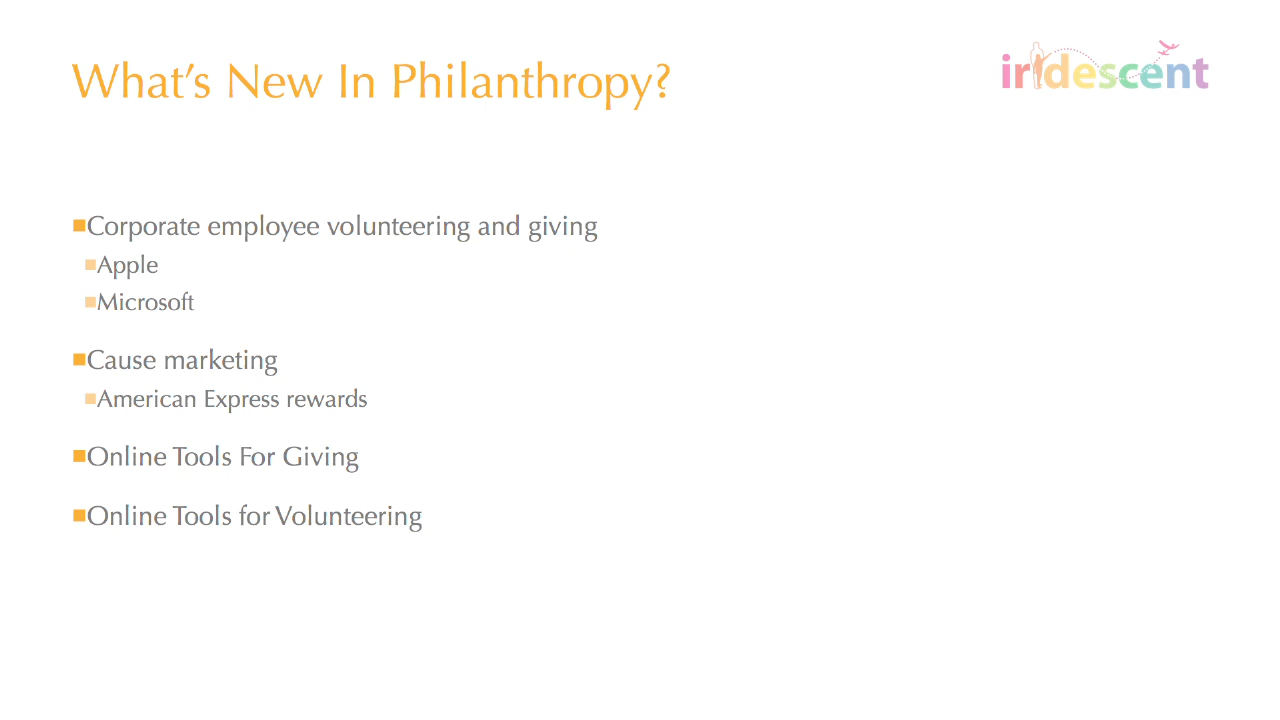 What's New In Philanthropy?
iridescent
Corporate employee volunteering and giving
Apple
Microsoft
Cause marketing
American Express rewards
Online Tools For Giving
Online Tools for Volunteering